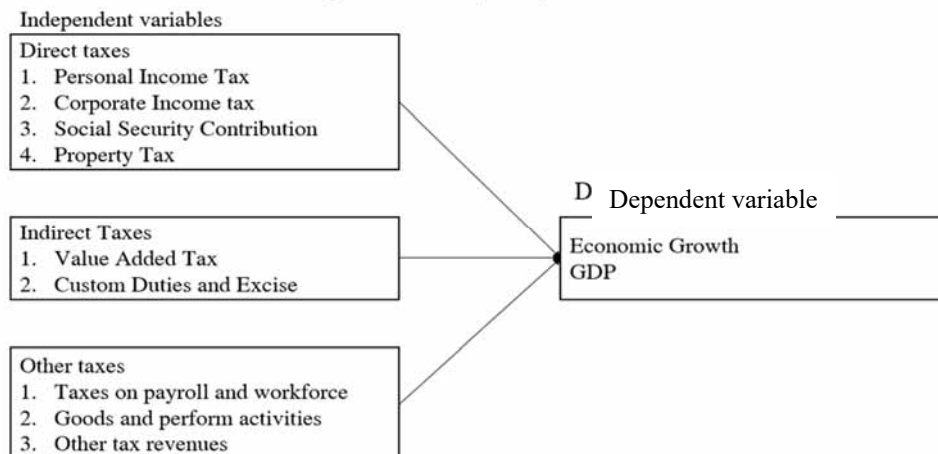 Independent variables
Direct taxes
1. Personal Income Tax
2. Corporate Income tax
3. Social Security Contribution
4. Property Tax
D
Dependent variable
Indirect Taxes
1. Value Added Tax
2. Custom Duties and Excise
Economic Growth
GDP
Other taxes
1. Taxes on payroll and workforce
2. Goods and perform activities
3. Other tax revenues